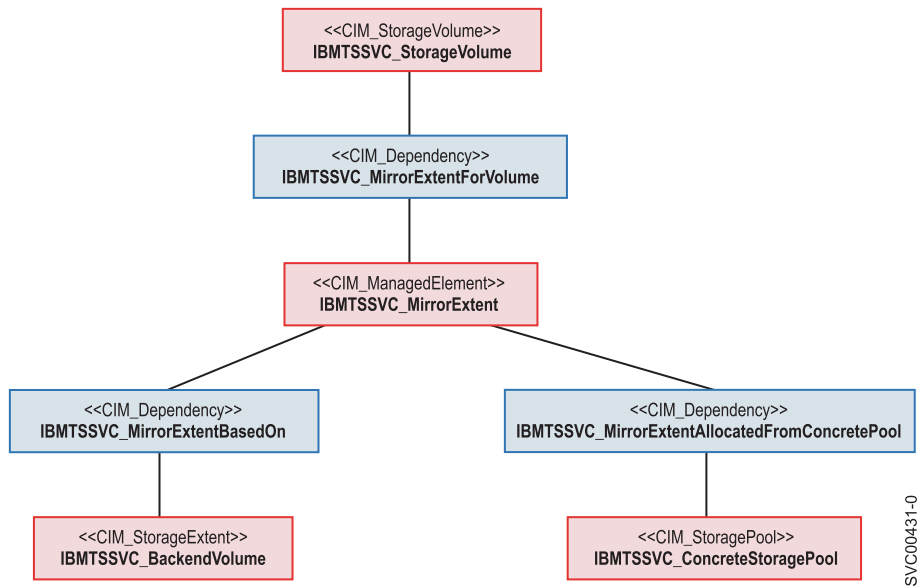 <<CIM_StorageVolume>>
IBMTSSVC_StorageVolume
<<CIM_Dependency>>
IBMTSSVC_MirrorExtentForVolume
<<CIM_ManagedElement>>
IBMTSSVC_MirrorExtent
<<CIM_Dependency>>
IBMTSSVC_MirrorExtentBasedOn
<<CIM_Dependency>>
IBMTSSVC_MirrorExtentAllocatedFromConcretePool
<<CIM_StorageExtent>>
IBMTSSVC_BackendVolume
<<CIM_StoragePool>>
IBMTSSVC_ConcreteStoragePool
SVC00431-0